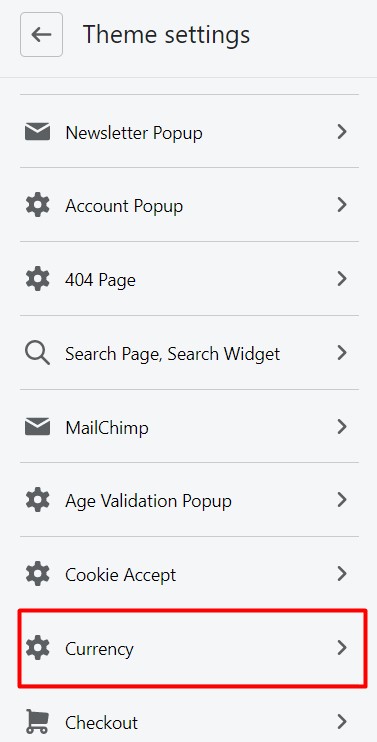 Theme settings
Newsletter Popup
Account Popup
404 Page
Search Page, Search Widget
MailChimp
Age Validation Popup
Cookie Accept
Currency
Checkout